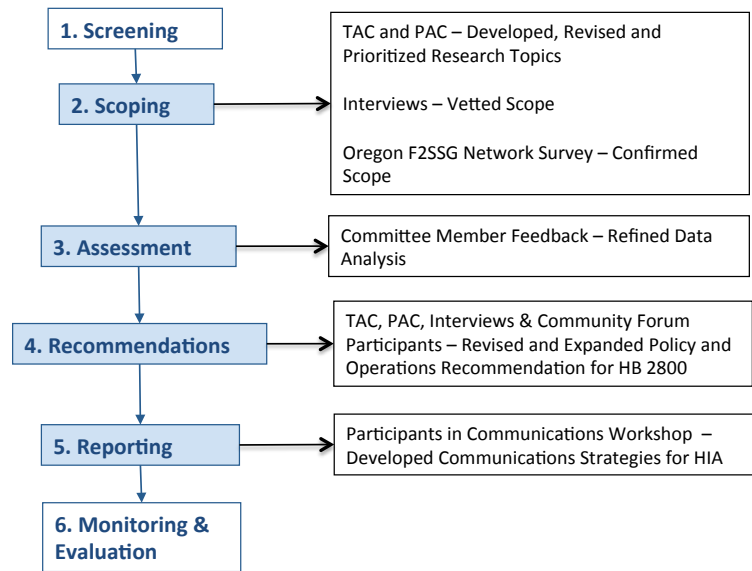 1. Screening
TAC and PAC – Developed, Revised and
Prioritized Research Topics
2. Scoping
Interviews – Vetted Scope
Oregon F2SSG Network Survey – Confirmed
Scope
3. Assessment
Committee Member Feedback – Refined Data
Analysis
4. Recommendations
TAC, PAC, Interviews & Community Forum
Participants – Revised and Expanded Policy and
Operations Recommendation for HB 2800
5. Reporting
Participants in Communications Workshop –
Developed Communications Strategies for HIA
6. Monitoring &
Evaluation